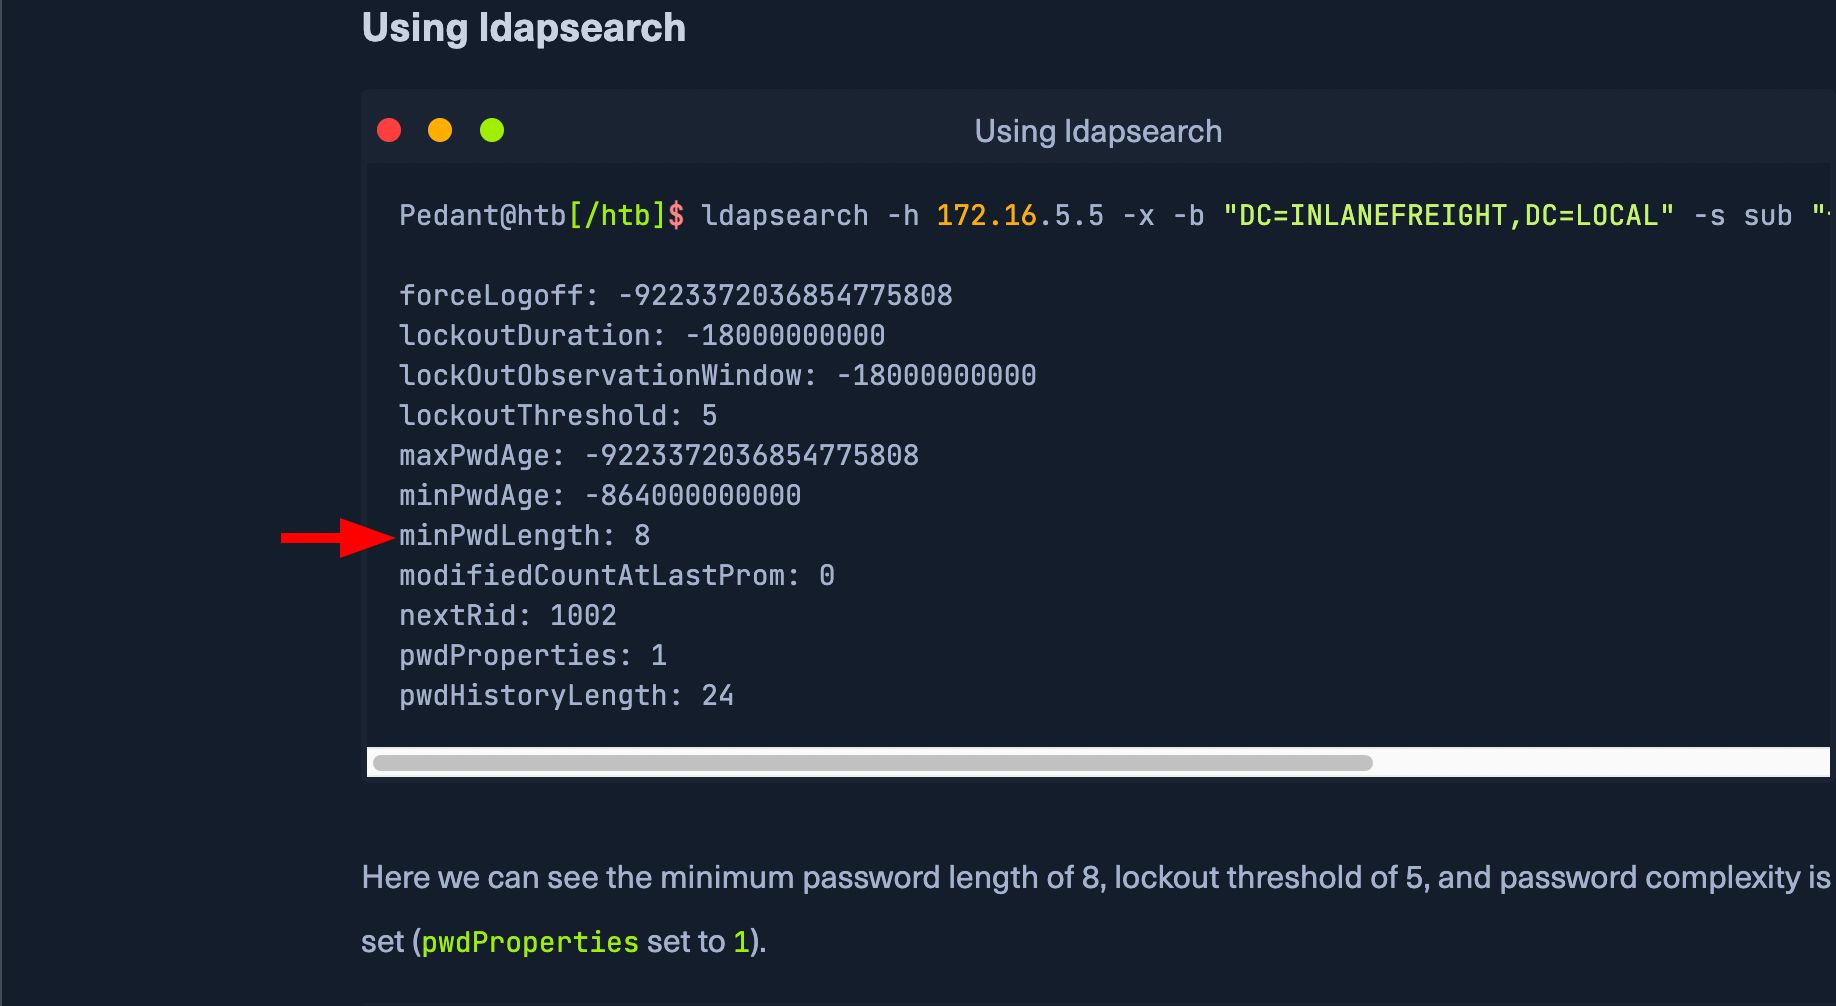 Using ldapsearch
Using ldapsearch
Pedant@htb[/htb]$ ldapsearch -h 172.16.5.5 -x -b "DC=INLANEFREIGHT,DC=LOCAL" -s sub "
forceLogoff: -9223372036854775808
lockoutDuration: -18000000000
lockOutObservationWindow: -18000000000
lockoutThreshold: 5
maxPwdAge: -9223372036854775808
minPwdAge: -864000000000
minPwdLength: 8
modifiedCountAtLastProm: 0
nextRid: 1002
pwdProperties: 1
pwdHistoryLength: 24
Here we can see the minimum password length of 8, lockout threshold of 5, and password complexity is
set (pwdProperties set to 1).